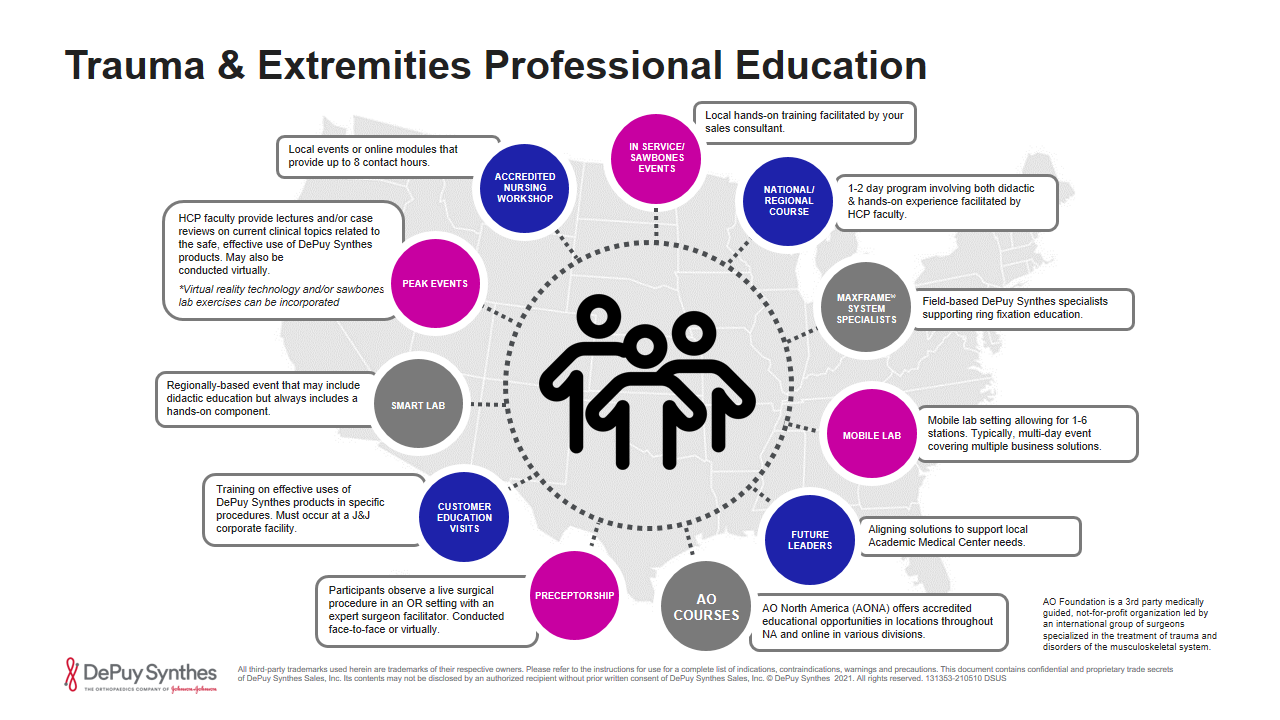 Trauma & Extremities Professional Education
Local hands-on training facilitated by your
sales consultant.
IN SERVICE/
SAWBONES
EVENTS
Local events or online modules that
provide up to 8 contact hours.
ACCREDITED
NURSING
WORKSHOP
NATIONAL/
REGIONAL
COURSE
1-2 day program involving both didactic
& hands-on experience facilitated by
HCP faculty.
HCP faculty provide lectures and/or case
reviews on current clinical topics related to
the safe, effective use of DePuy Synthes
products. May also be
conducted virtually.
*Virtual reality technology and/or sawbones
lab exercises can be incorporated
PEAK EVENTS
MAXFRAME™
SYSTEM
SPECIALISTS
Field-based DePuy Synthes specialists
supporting ring fixation education.
Regionally-based event that may include
didactic education but always includes a
hands-on component.
SMART LAB
MOBILE LAB
Mobile lab setting allowing for 1-6
stations. Typically, multi-day event
covering multiple business solutions.
Training on effective uses of
DePuy Synthes products in specific
procedures. Must occur at a J&J
corporate facility.
CUSTOMER
EDUCATION
VISITS
FUTURE
LEADERS
Aligning solutions to support local
Academic Medical Center needs.
Participants observe a live surgical
procedure in an OR setting with an
expert surgeon facilitator. Conducted
face-to-face or virtually.
PRECEPTORSHIP
AO
COURSES
AO North America (AONA) offers accredited
educational opportunities in locations throughout
NA and online in various divisions.
AO Foundation is a 3rd party medically
guided, not-for-profit organization led by
an international group of surgeons
specialized in the treatment of trauma and
disorders of the musculoskeletal system.
DePuy Synthes
THE ORTHOPAEDICS COMPANY OF Johnson & Johnson
All third-party trademarks used herein are trademarks of their respective owners. Please refer to the instructions for use for a complete list of indications, contraindications, warnings and precautions. This document contains confidential and proprietary trade secrets
of DePuy Synthes Sales, Inc. Its contents may not be disclosed by an authorized recipient without prior written consent of DePuy Synthes Sales, Inc. © DePuy Synthes 2021. All rights reserved. 131353-210510 DSUS